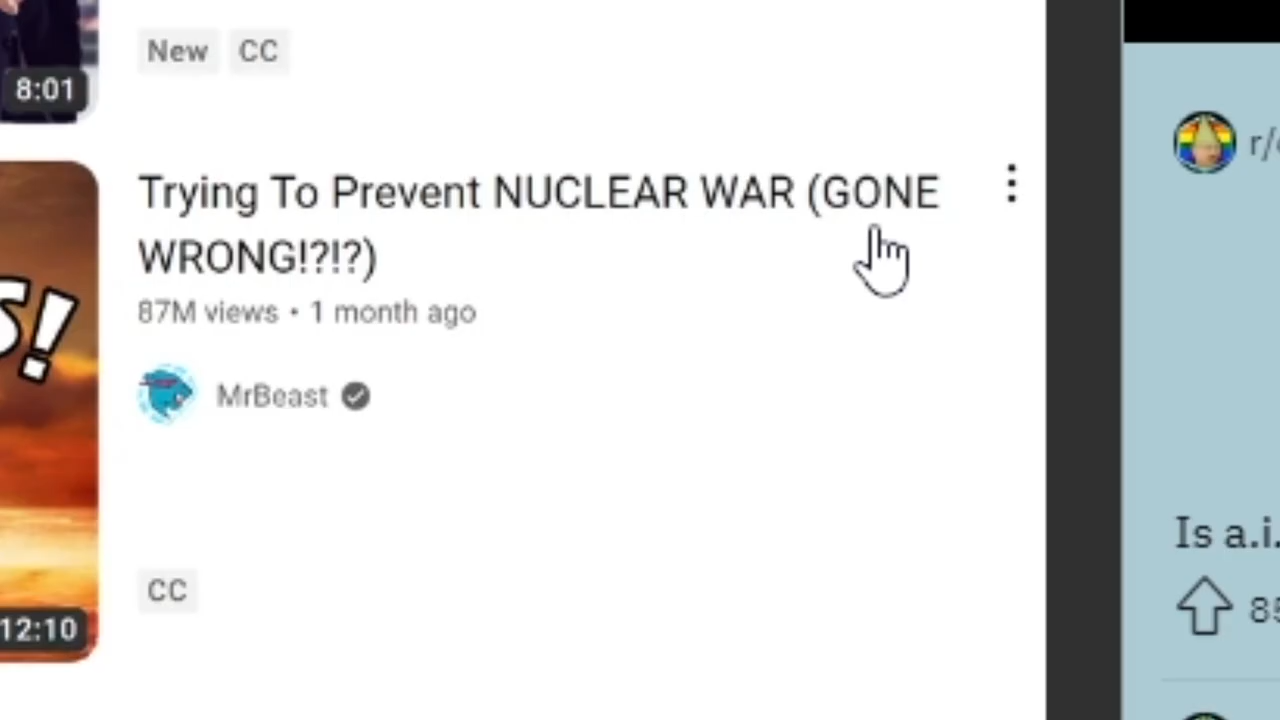 New CC
8:01
Trying To Prevent NUCLEAR WAR (GONE
WRONG!?!?)
87M views • 1 month ago
MrBeast
CC
12:10
S!
r/
Is a.i.
85